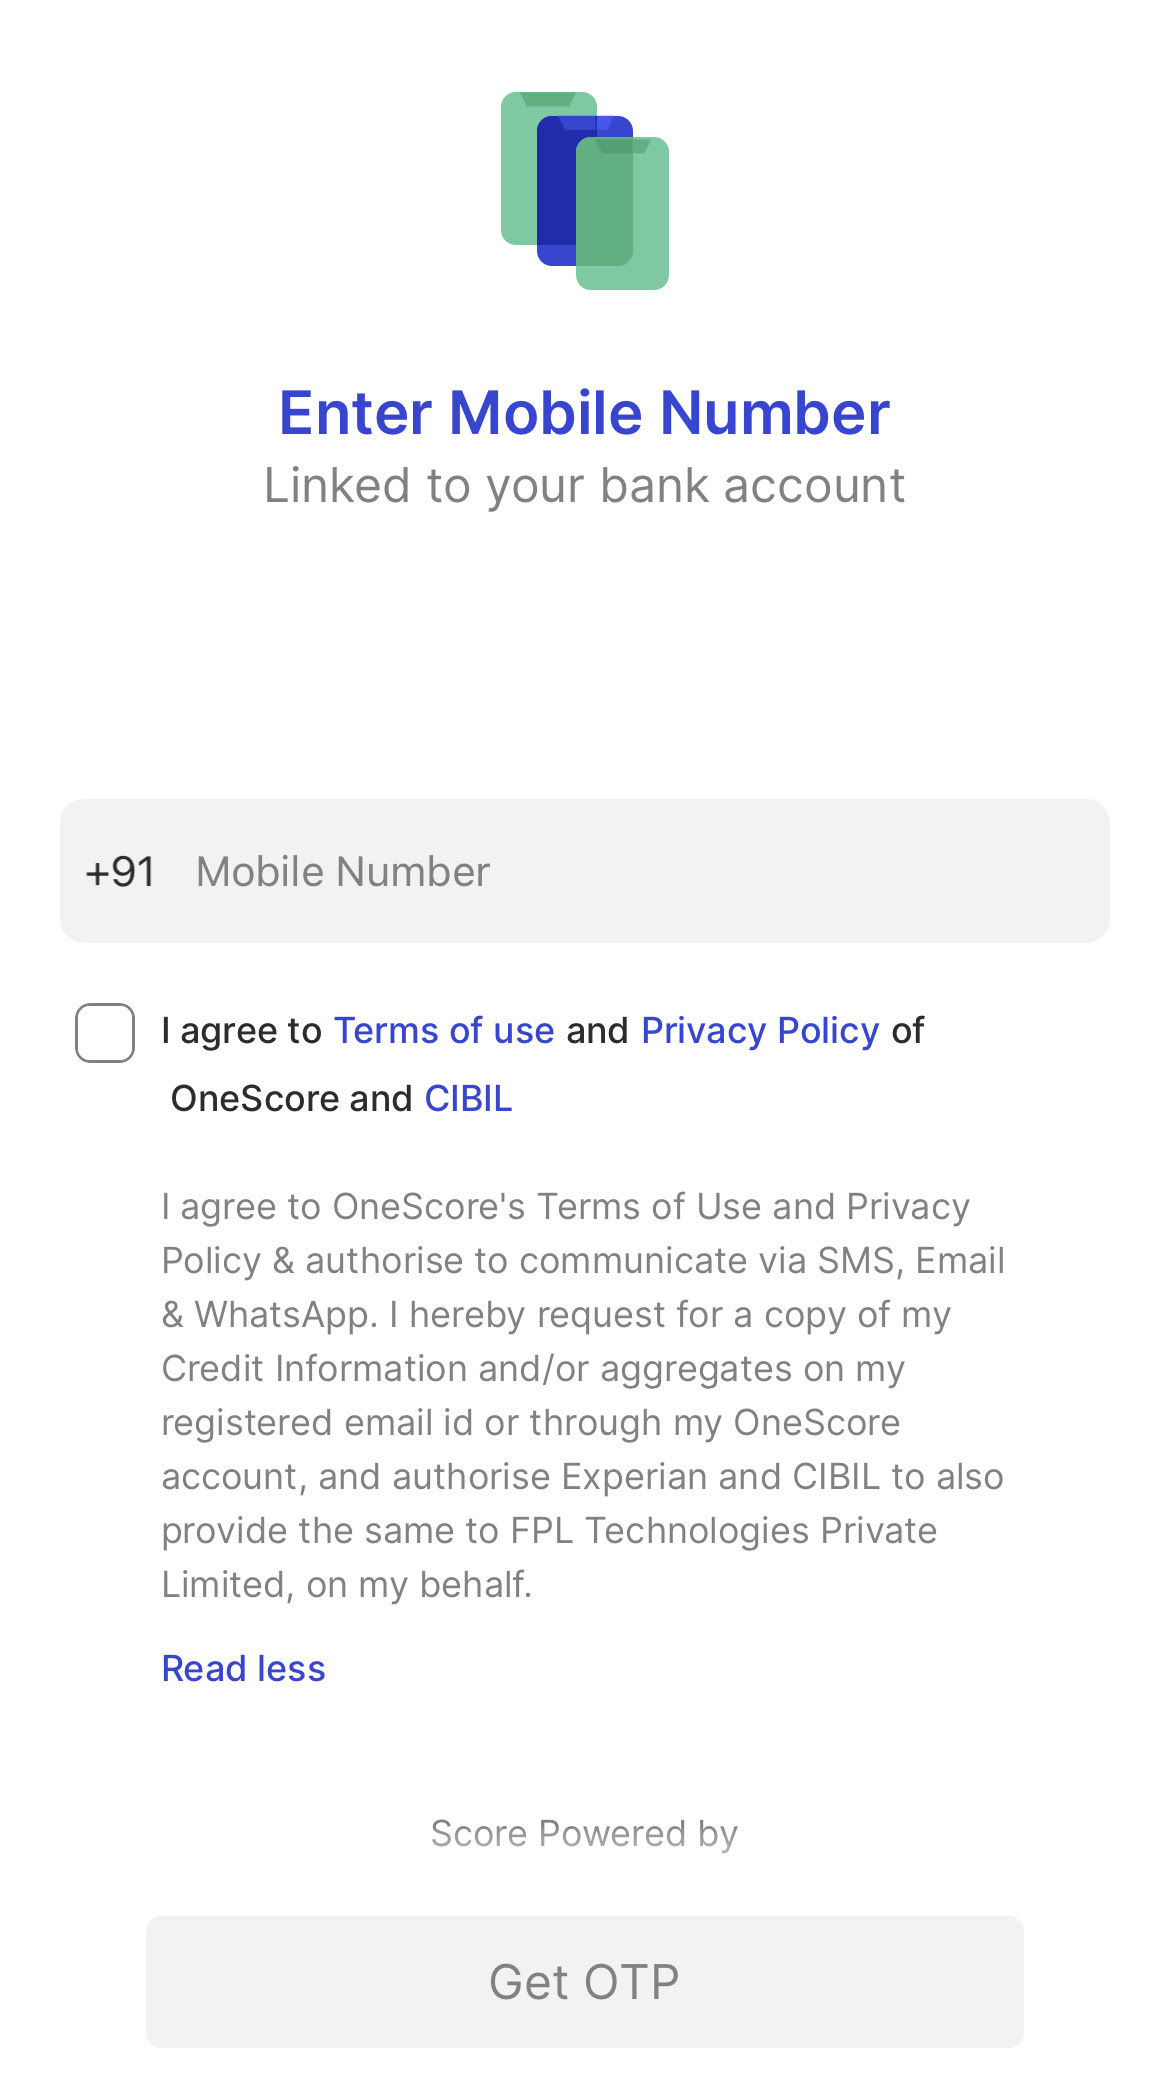 Enter Mobile Number
Linked to your bank account
+91 Mobile Number
I agree to Terms of use and Privacy Policy of
OneScore and CIBIL
I agree to OneScore's Terms of Use and Privacy
Policy & authorise to communicate via SMS, Email
& WhatsApp. I hereby request for a copy of my
Credit Information and/or aggregates on my
registered email id or through my OneScore
account, and authorise Experian and CIBIL to also
provide the same to FPL Technologies Private
Limited, on my behalf.
Read less
Score Powered by
Get OTP